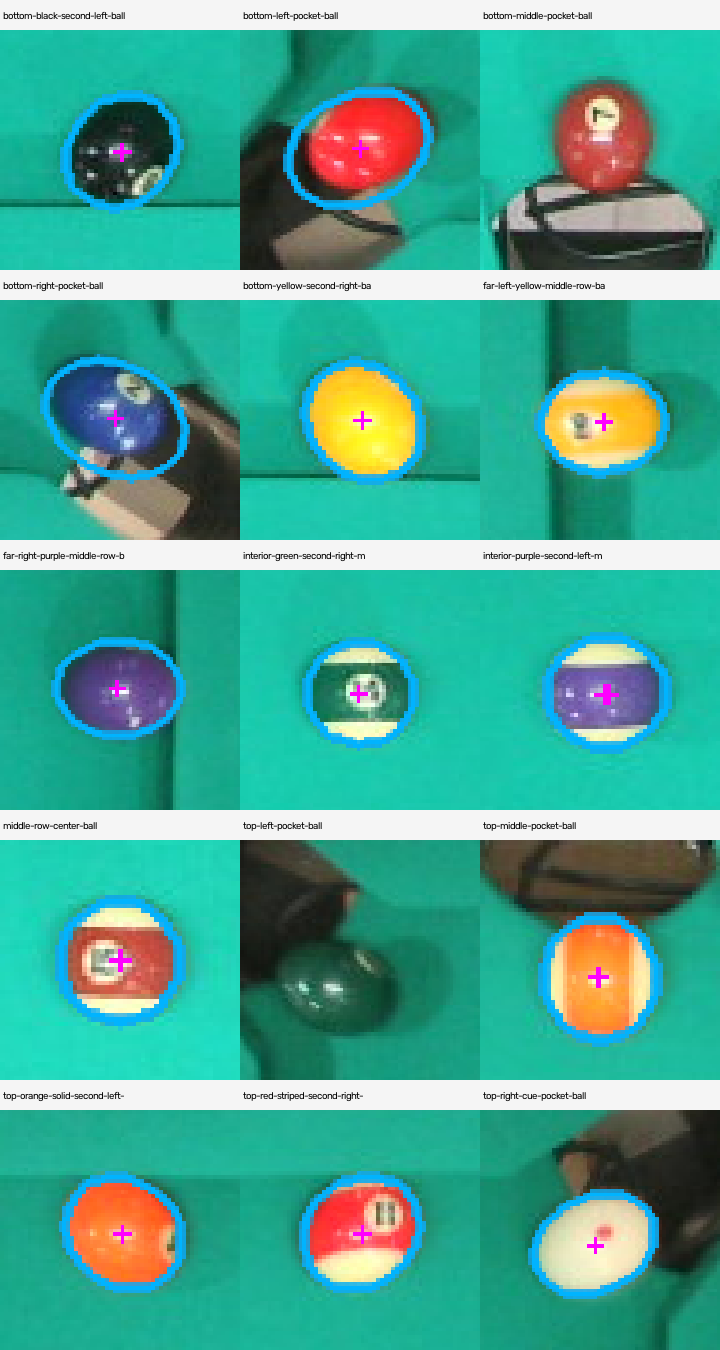 bottom-black-second-left-ball
bottom-left-pocket-ball
bottom-middle-pocket-ball
bottom-right-pocket-ball
bottom-yellow-second-right-ba
far-left-yellow-middle-row-ba
far-right-purple-middle-row-b
interior-green-second-right-m
interior-purple-second-left-m
middle-row-center-ball
top-left-pocket-ball
top-middle-pocket-ball
top-orange-solid-second-left-
top-red-striped-second-right-
top-right-cue-pocket-ball
2
11